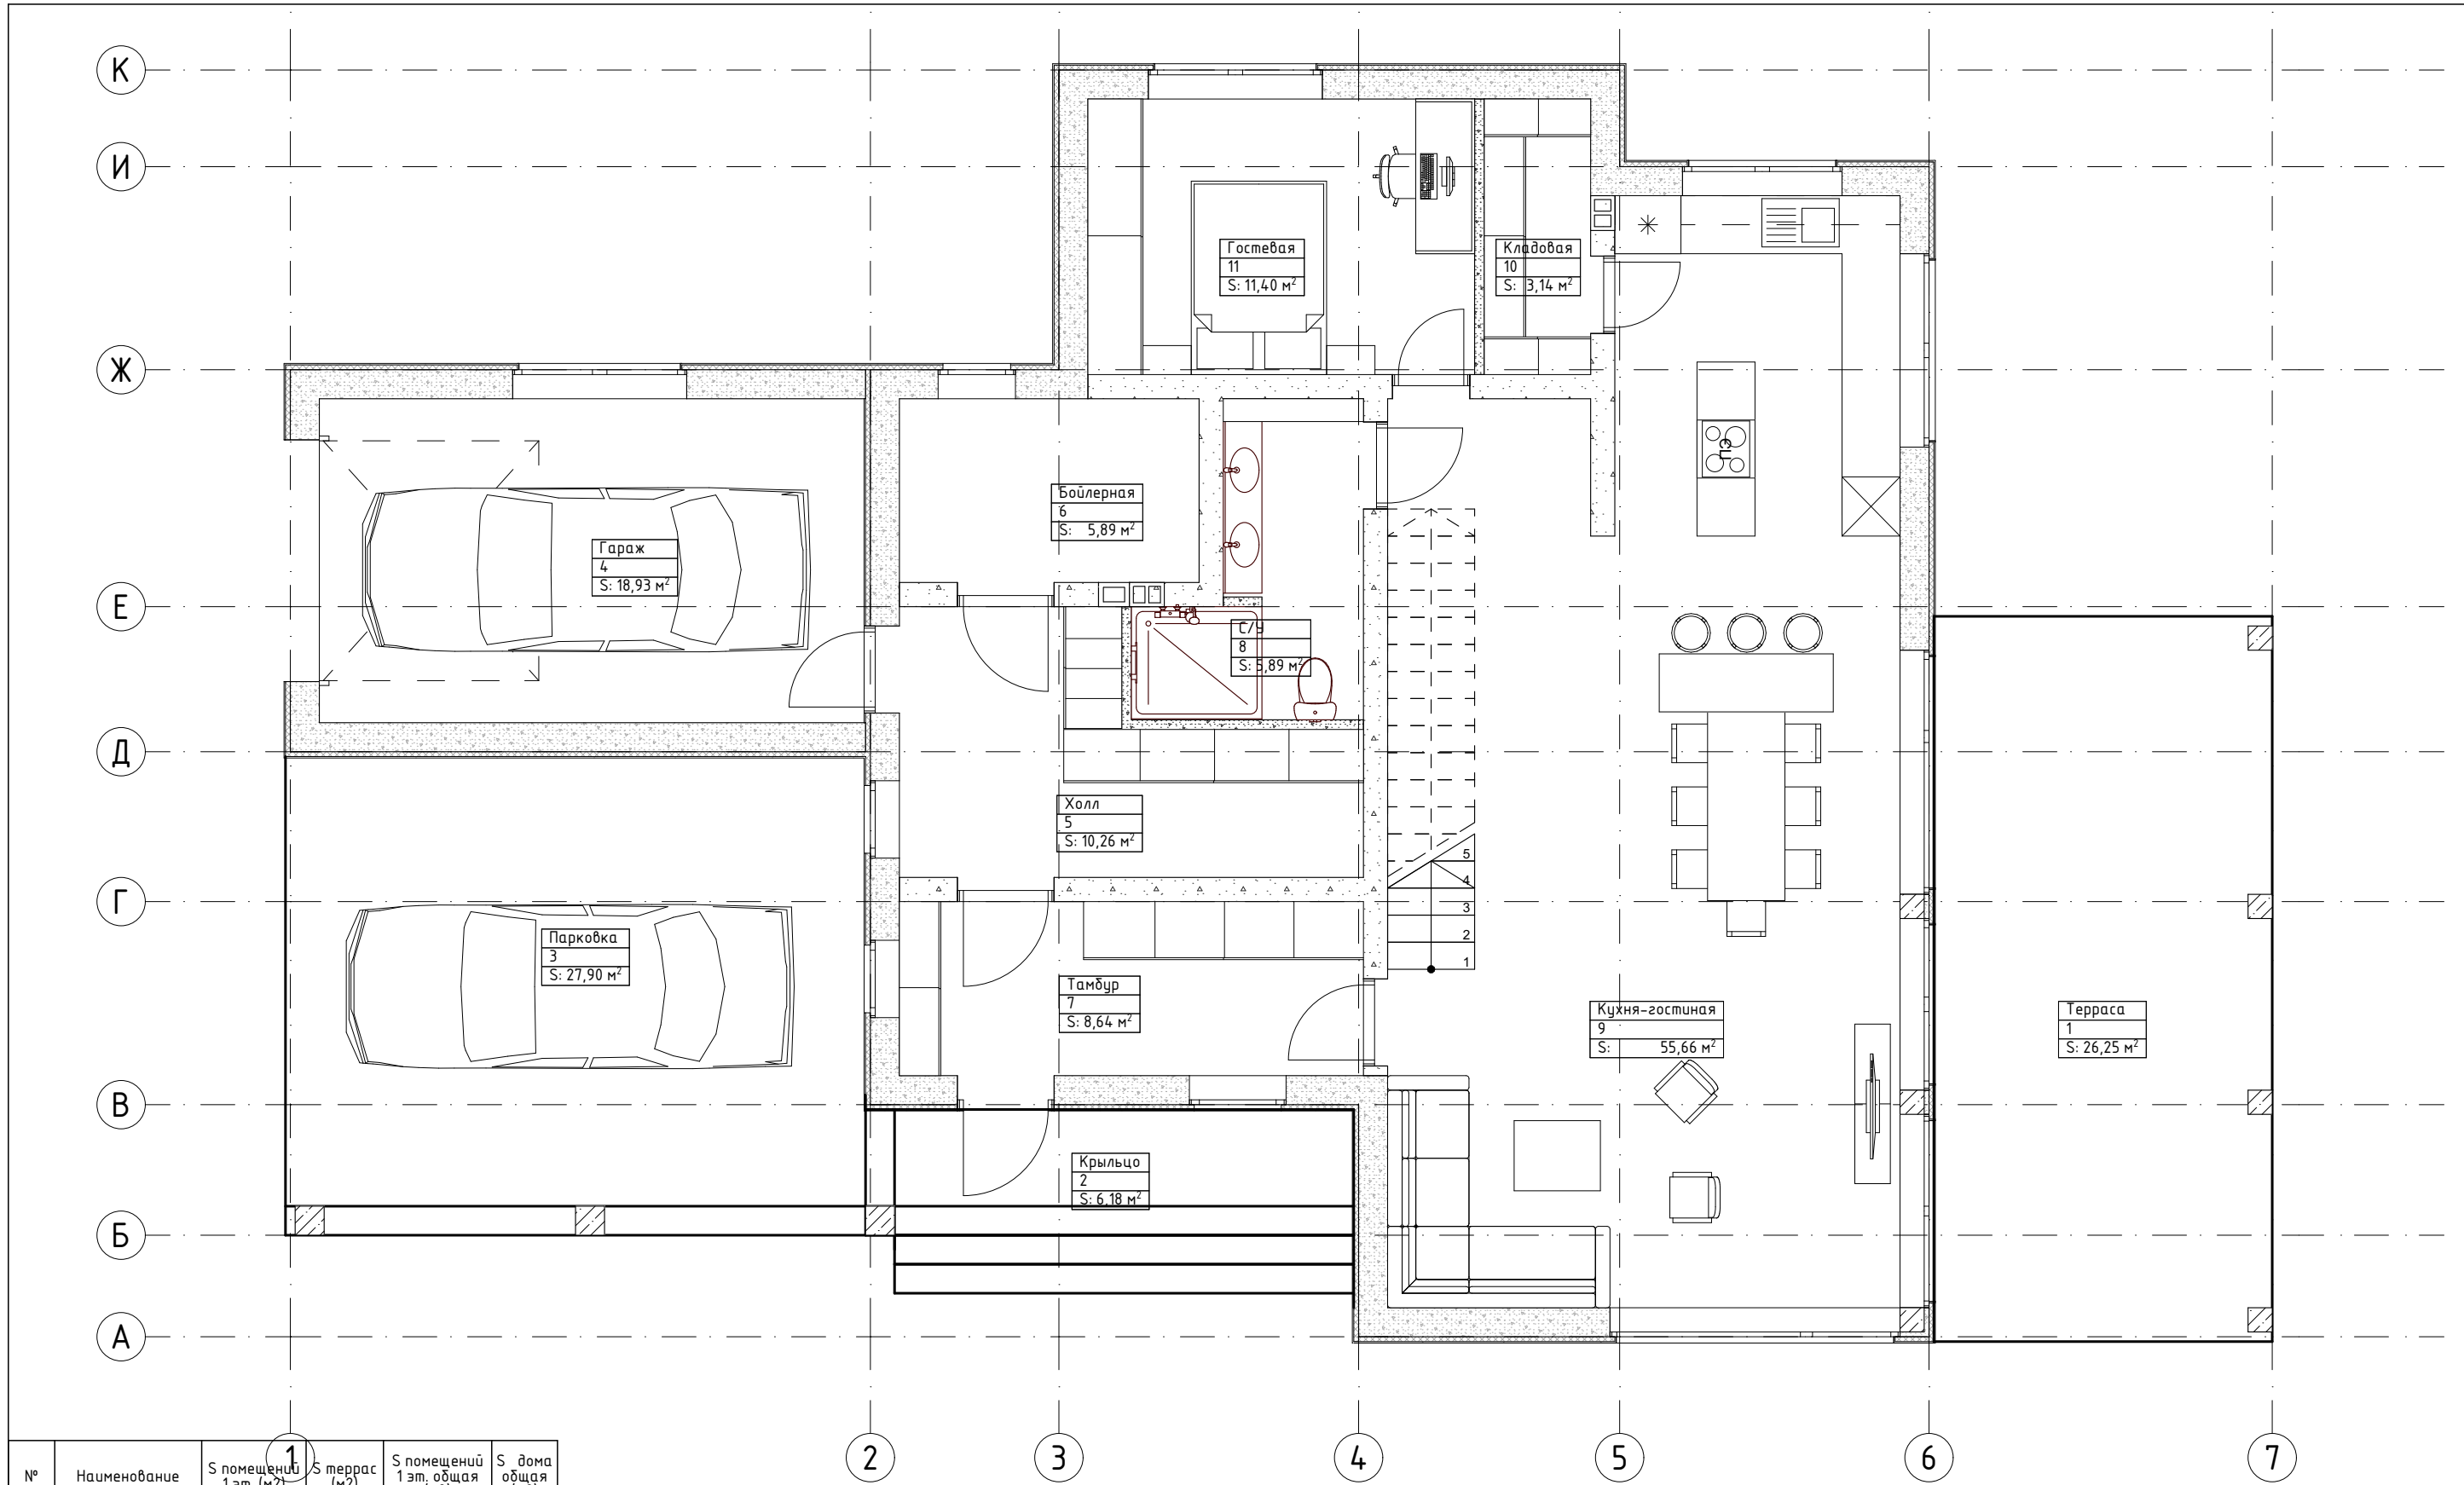 К
И
Ж
Е
Д
Г
В
Б
А
Гостевая
11
S: 11,40 м²
Кладовая
10
S: 3,14 м²
Бойлерная
6
S: 5,89 м²
Гараж
4
S: 18,93 м²
С/У
8
S: 5,89 м²
Холл
5
S: 10,26 м²
Парковка
3
S: 27,90 м²
Тамбур
7
S: 8,64 м²
5
4
3
2
1
Кухня-гостиная
9
S: 55,66 м²
Терраса
1
S: 26,25 м²
Крыльцо
2
S: 6,18 м²
1
2
3
4
5
6
7
№
Наименование
S помещений
1 эт. (м2)
S террас
(м2)
S помещений
1 эт. общая
S дома
общая